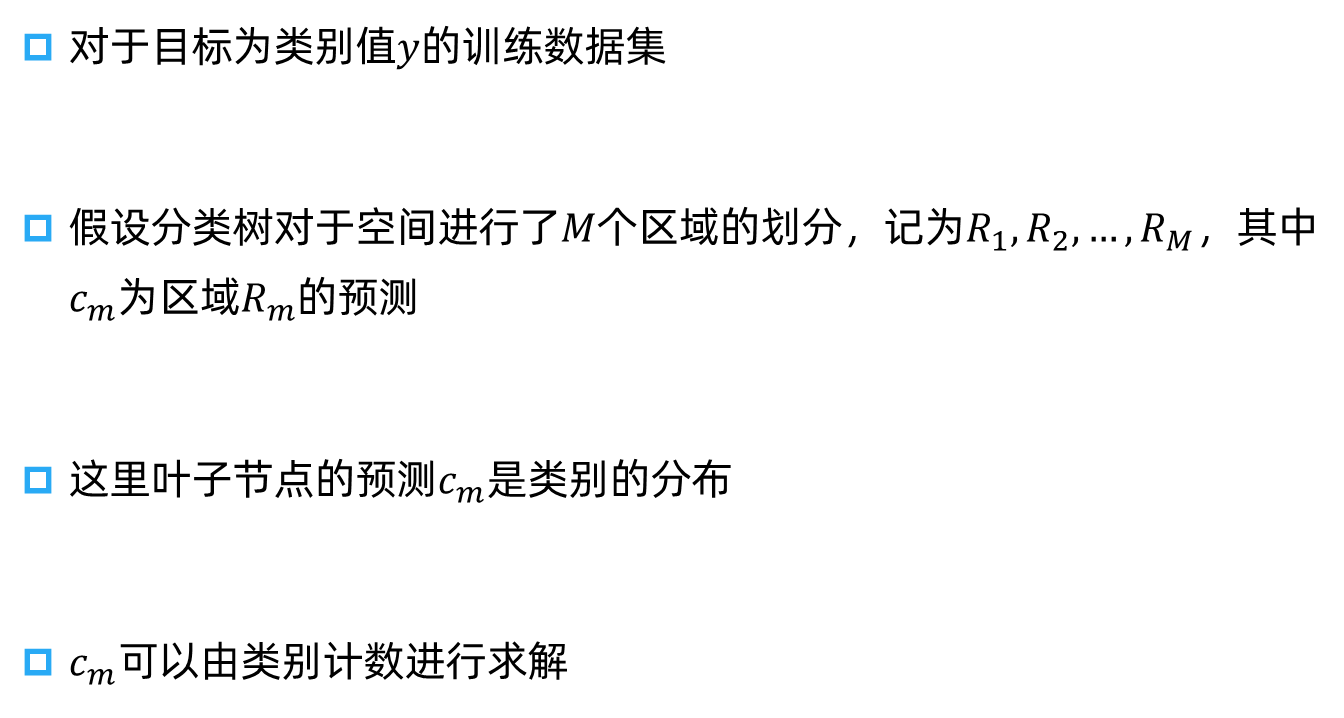 对于目标为类别值𝑦的训练数据集
假设分类树对于空间进行了𝑀个区域的划分，记为𝑅₁, 𝑅₂, …, 𝑅_𝑀，其中
𝑐ₘ为区域𝑅ₘ的预测
这里叶子节点的预测𝑐ₘ是类别的分布
𝑐ₘ可以由类别计数进行求解